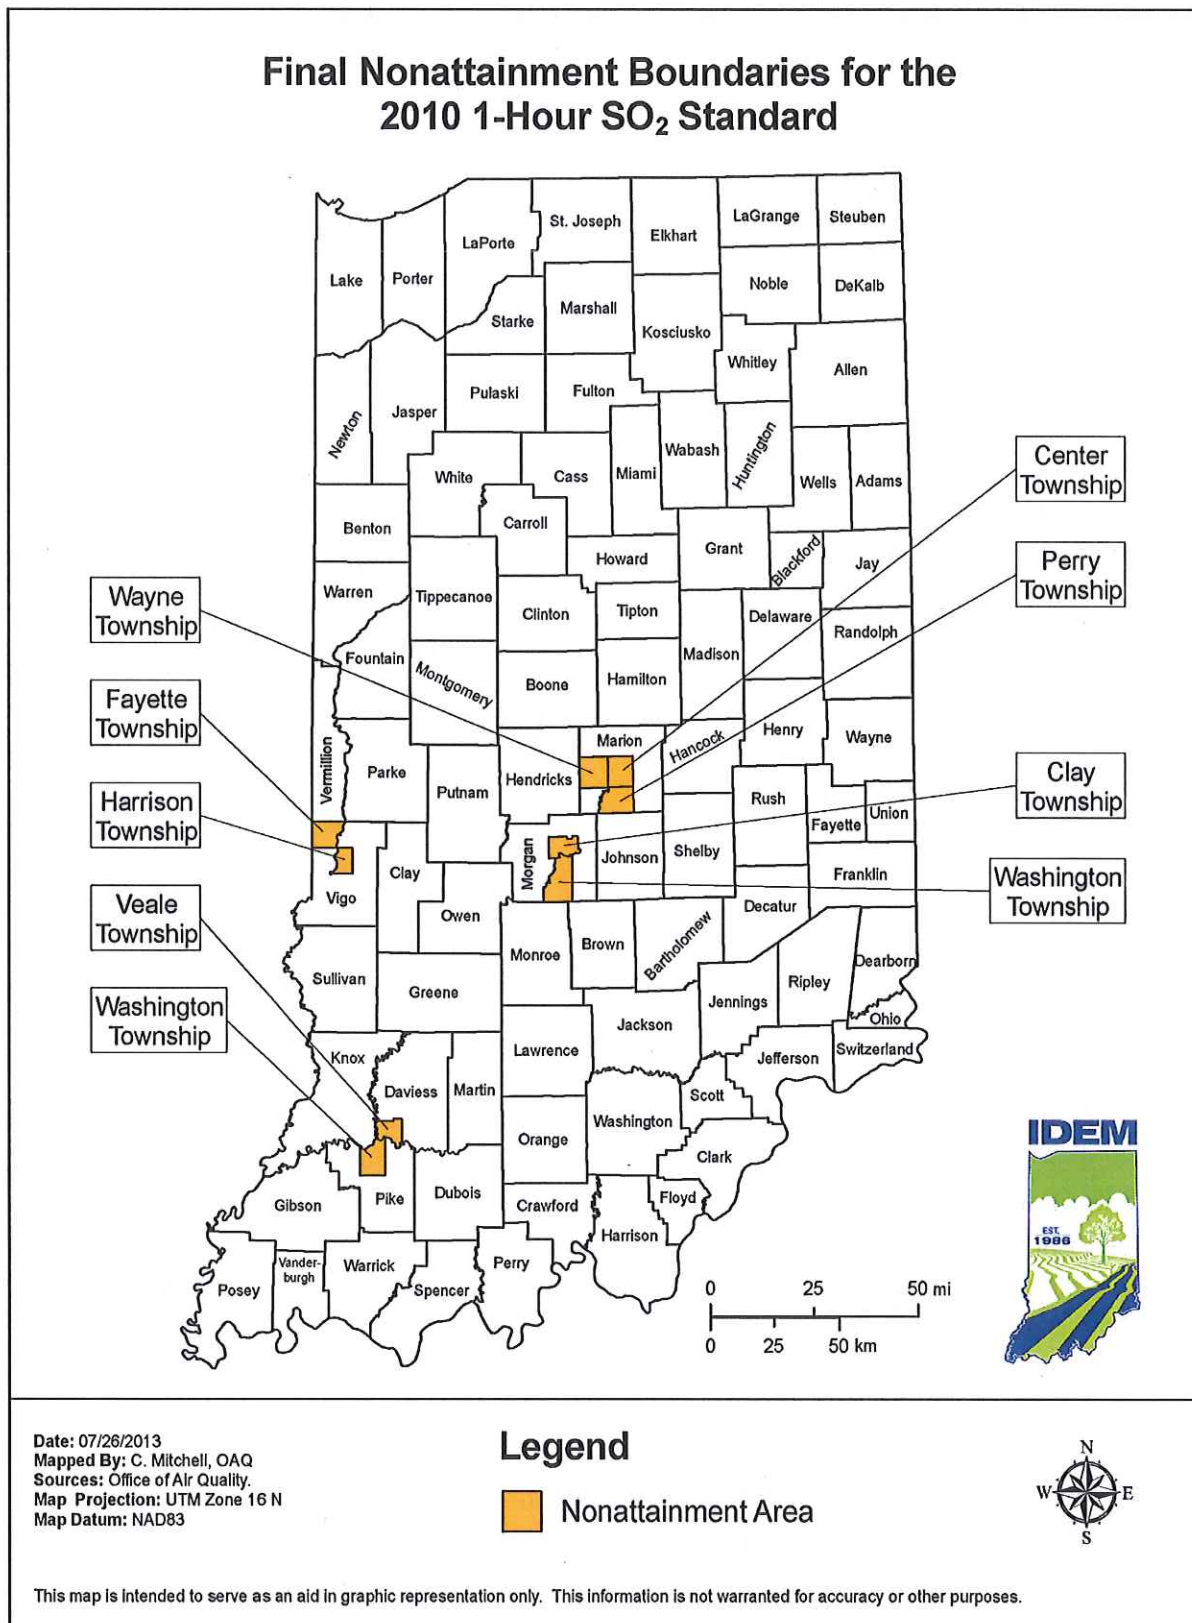 Final Nonattainment Boundaries for the
2010 1-Hour SO₂ Standard
St. Joseph
LaGrange
Steuben
Elkhart
LaPorte
Lake
Porter
Noble
DeKalb
Marshall
Starke
Kosciusko
Whitley
Allen
Pulaski
Fulton
Newton
Jasper
Wabash
Huntington
White
Cass
Miami
Wells
Adams
Center
Township
Benton
Carroll
Howard
Grant
Blackford
Jay
Perry
Township
Wayne
Township
Warren
Tippecanoe
Clinton
Tipton
Delaware
Randolph
Madison
Fountain
Montgomery
Boone
Hamilton
Fayette
Township
Marion
Hancock
Henry
Wayne
Vermillion
Parke
Putnam
Hendricks
Clay
Township
Harrison
Township
Rush
Fayette
Union
Morgan
Johnson
Shelby
Clay
Franklin
Vigo
Washington
Township
Veale
Township
Owen
Decatur
Monroe
Brown
Bartholomew
Sullivan
Greene
Ripley
Dearborn
Jennings
Washington
Township
Jackson
Ohio
Knox
Lawrence
Jefferson
Switzerland
Daviess
Martin
Scott
Washington
Orange
Clark
IDEM
Pike
Dubois
Crawford
Floyd
Gibson
Harrison
EST.
1986
Vander-
burgh
Warrick
Perry
Posey
Spencer
0 25 50 mi
0 25 50 km
Date: 07/26/2013
Mapped By: C. Mitchell, OAQ
Sources: Office of Air Quality.
Map Projection: UTM Zone 16 N
Map Datum: NAD83
Legend
Nonattainment Area
N
W E
S
This map is intended to serve as an aid in graphic representation only. This information is not warranted for accuracy or other purposes.